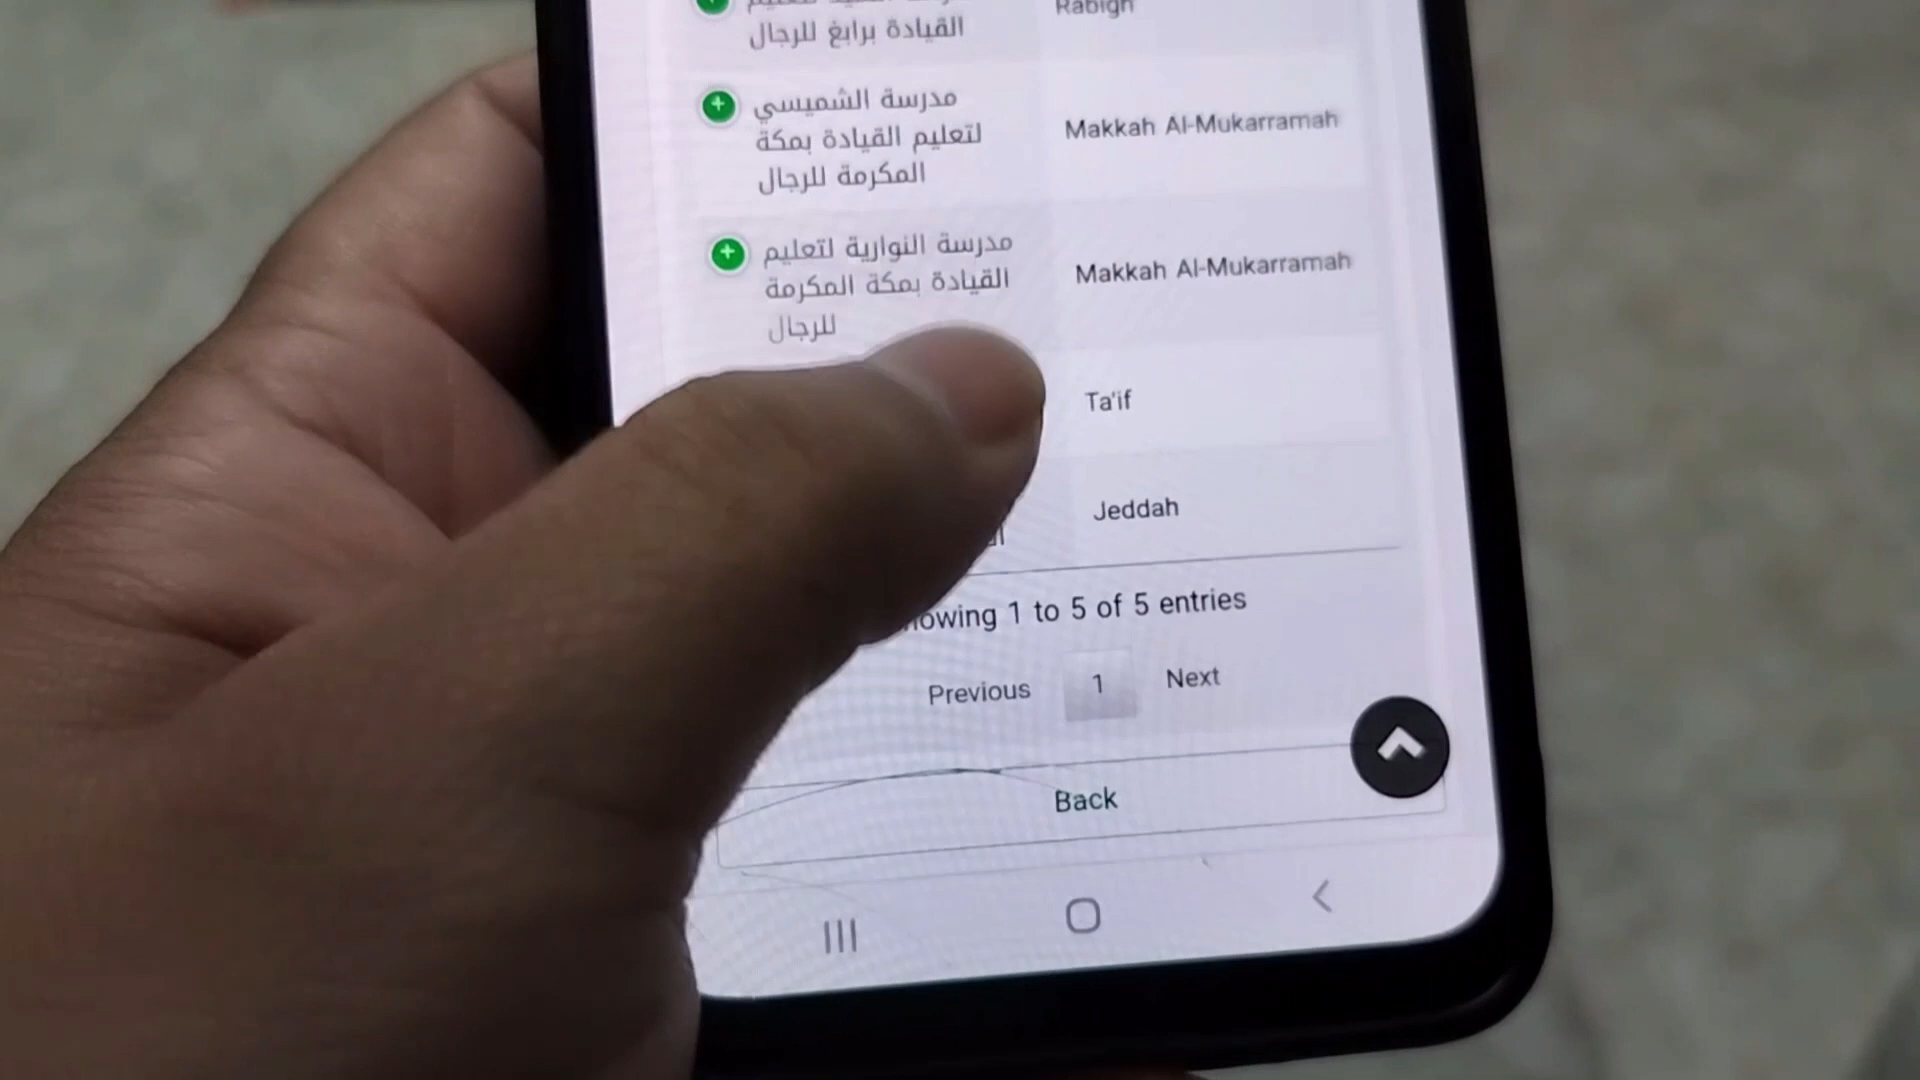 القيادة برابغ للرجال
Rabigh
مدرسة الشميسي
لتعليم القيادة بمكة
المكرمة للرجال
Makkah Al-Mukarramah
مدرسة النوارية لتعليم
القيادة بمكة المكرمة
للرجال
Makkah Al-Mukarramah
Ta'if
Jeddah
1 to 5 of 5 entries
Previous 1 Next
Back